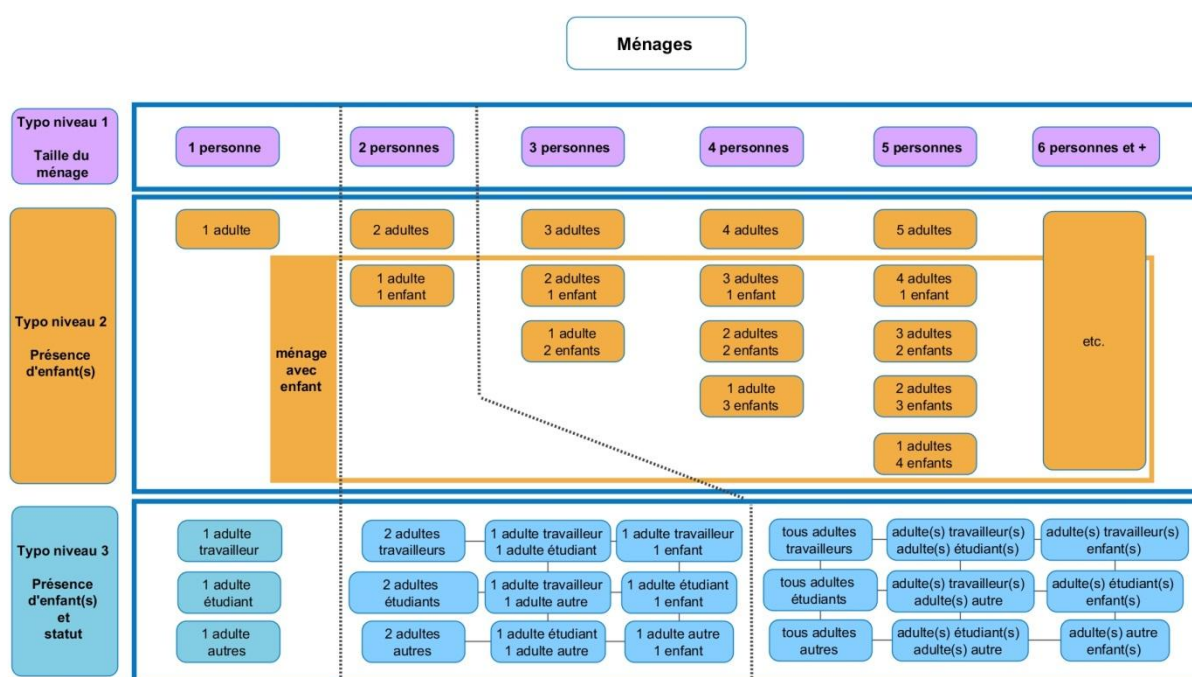 Ménages
Typo niveau 1
Taille du
ménage
1 personne
2 personnes
3 personnes
4 personnes
5 personnes
6 personnes et +
Typo niveau 2
Présence
d'enfant(s)
1 adulte
2 adultes
3 adultes
4 adultes
5 adultes
ménage
avec
enfant
1 adulte
1 enfant
2 adultes
1 enfant
3 adultes
1 enfant
4 adultes
1 enfant
1 adulte
2 enfants
2 adultes
2 enfants
3 adultes
2 enfants
1 adulte
3 enfants
2 adultes
3 enfants
1 adultes
4 enfants
etc.
Typo niveau 3
Présence
d'enfant(s)
et
statut
1 adulte
travailleur
2 adultes
travailleurs
1 adulte travailleur
1 adulte étudiant
1 adulte travailleur
1 enfant
tous adultes
travailleurs
adulte(s) travailleur(s)
adulte(s) étudiant(s)
adulte(s) travailleur(s)
enfant(s)
1 adulte
étudiant
2 adultes
étudiants
1 adulte travailleur
1 adulte autre
1 adulte étudiant
1 enfant
tous adultes
étudiants
adulte(s) travailleur(s)
adulte(s) autre
adulte(s) étudiant(s)
enfant(s)
1 adulte
autres
2 adultes
autres
1 adulte étudiant
1 adulte autre
1 adulte autre
1 enfant
tous adultes
autres
adulte(s) étudiant(s)
adulte(s) autre
adulte(s) autre
enfant(s)